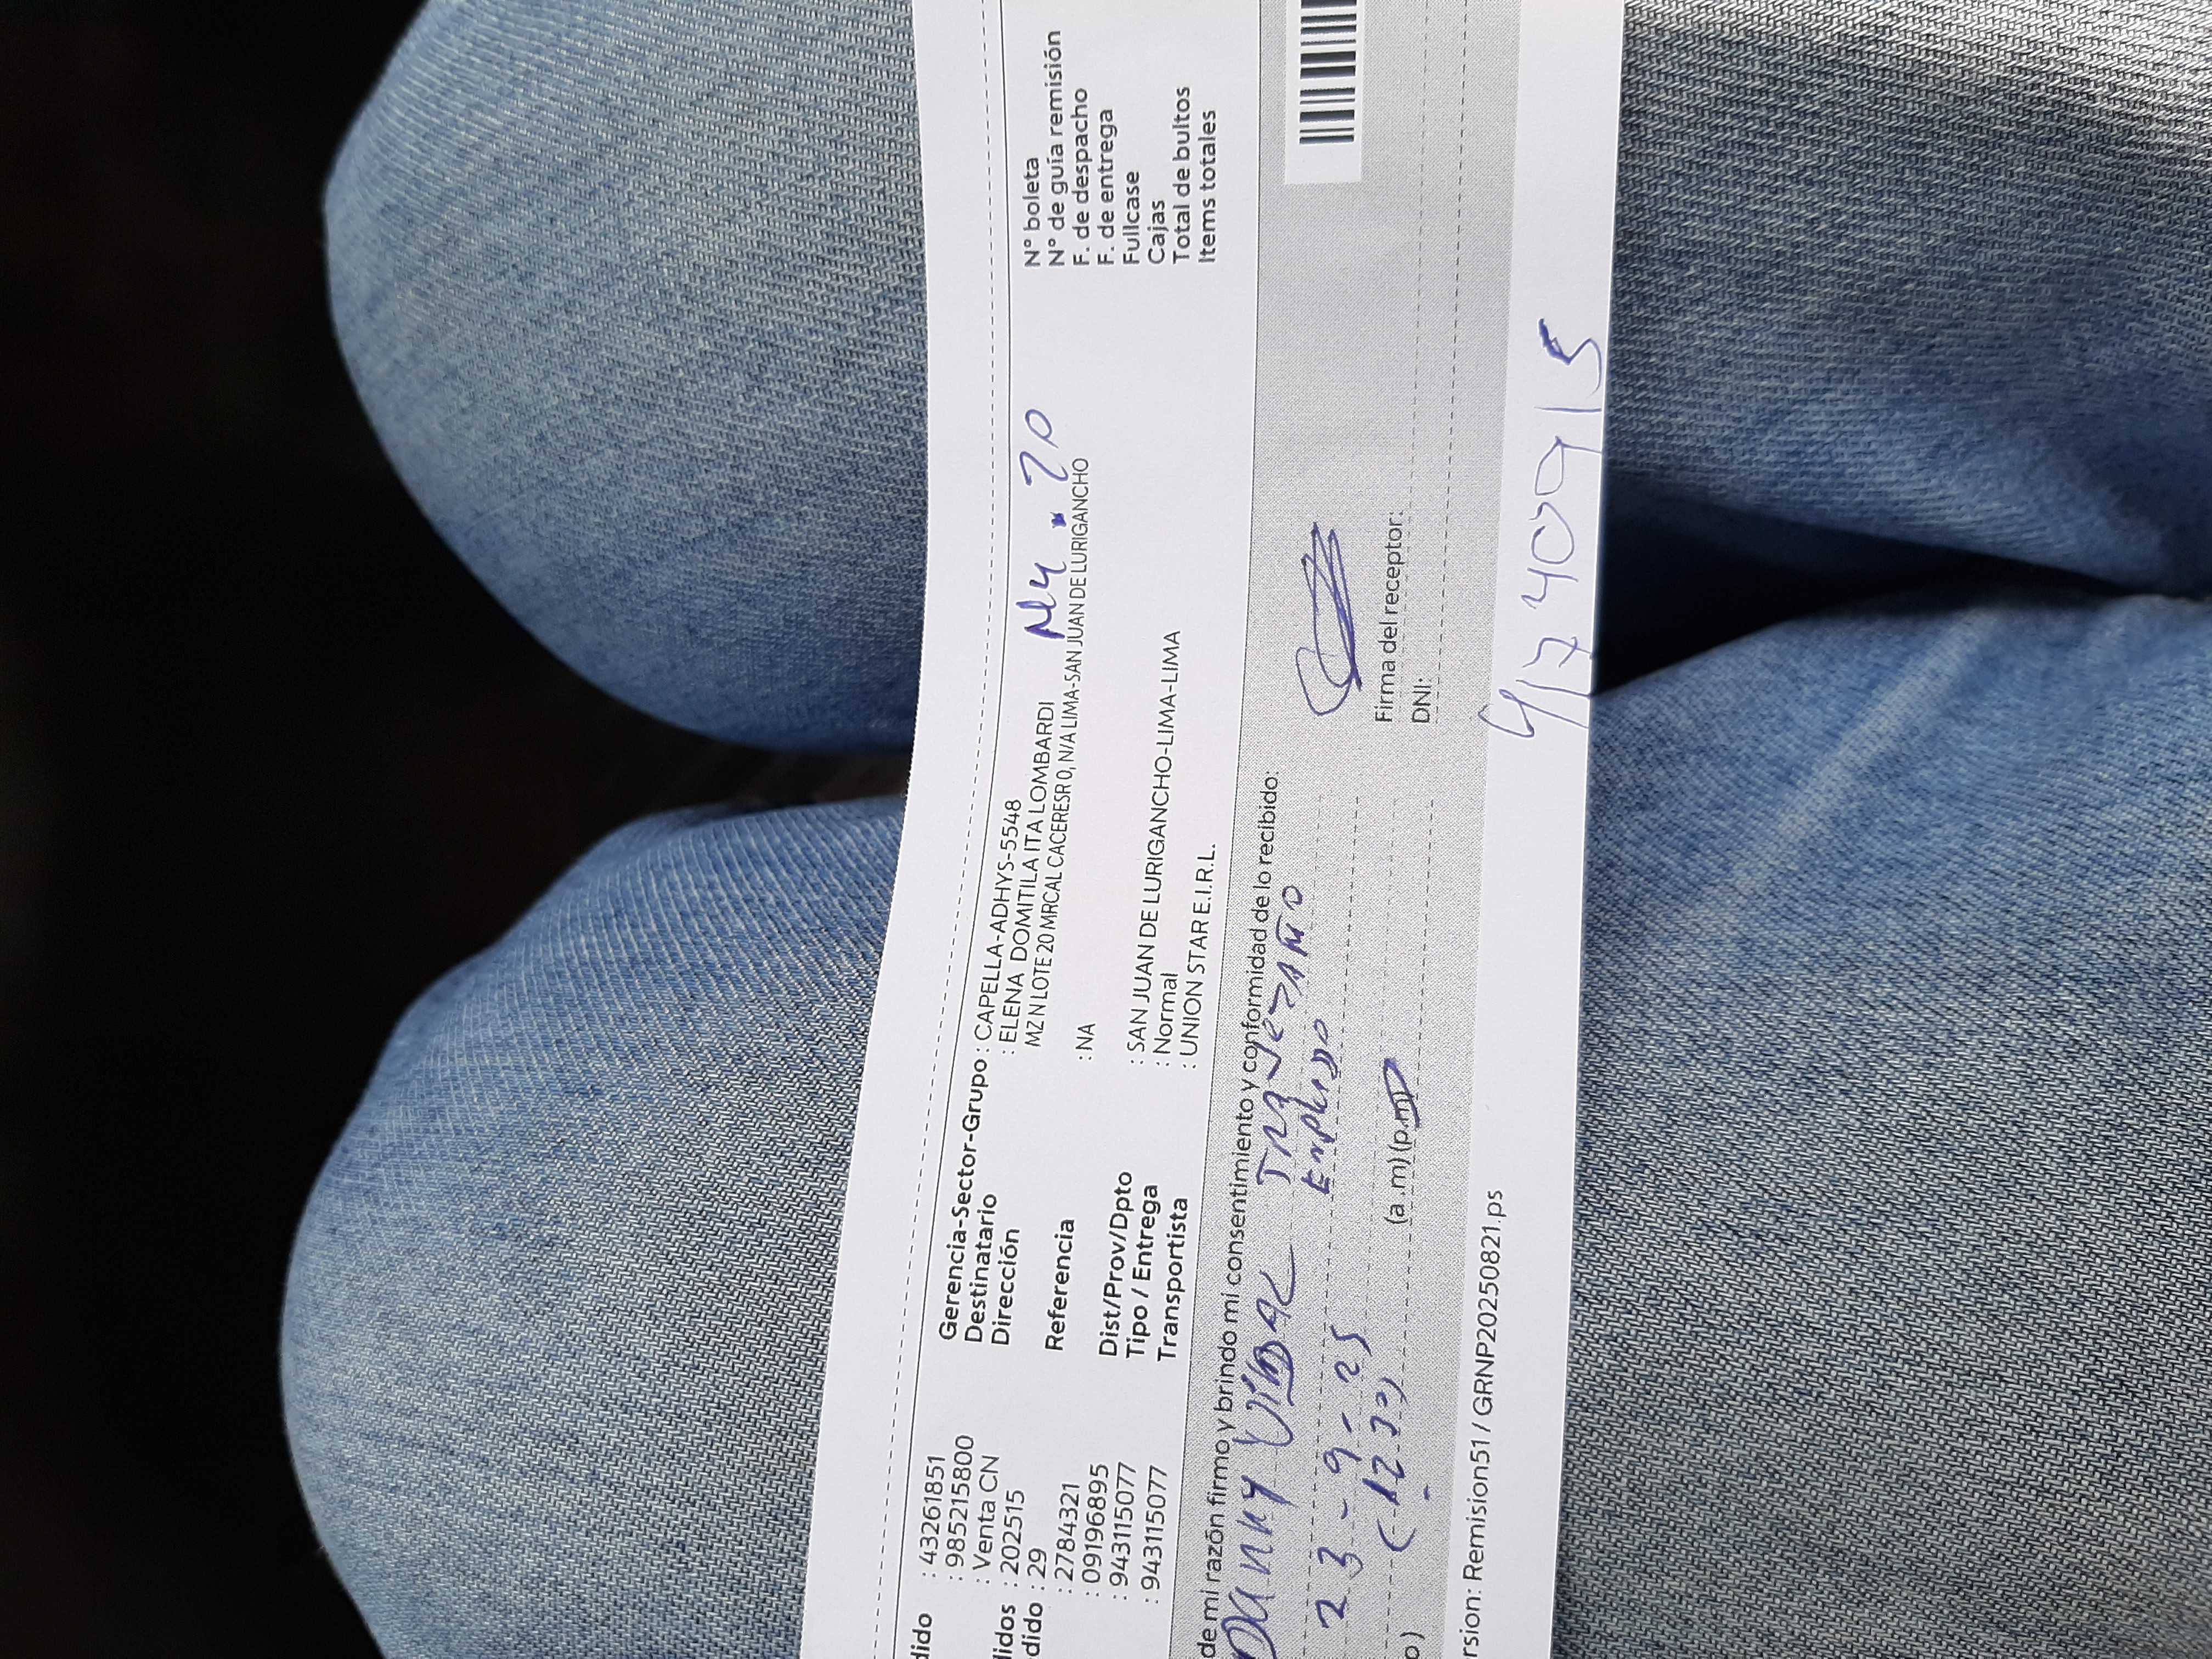 dido : 43261851
: 985215800
: Venta CN
didos : 202515
dido : 29
: 2784321
: 091968​95
: 943115077
: 943115077
Gerencia-Sector-Grupo : CAPELLA-ADHYS-5548
Destinatario : ELENA DOMITILA ITA LOMBARDI
Dirección MZ N LOTE 20 MRCAL CACERESR 0, N/A LIMA-SAN JUAN DE LURIGANCHO
Referencia : NA
Dist/Prov/Dpto : SAN JUAN DE LURIGANCHO-LIMA-LIMA
Tipo / Entrega : Normal
Transportista : UNION STAR E.I.R.L.
20
N° boleta
N° de guía remisión
F. de despacho
F. de entrega
Fullcase
Cajas
Total de bultos
Items totales
de mi razón firmo y brindo mi consentimiento y conformidad de lo recibido:
Danny
23-9-25
o) (a.m) (p.m)
Firma del receptor:
DNI:
rsion: Remision51 / GRNP20250821.ps